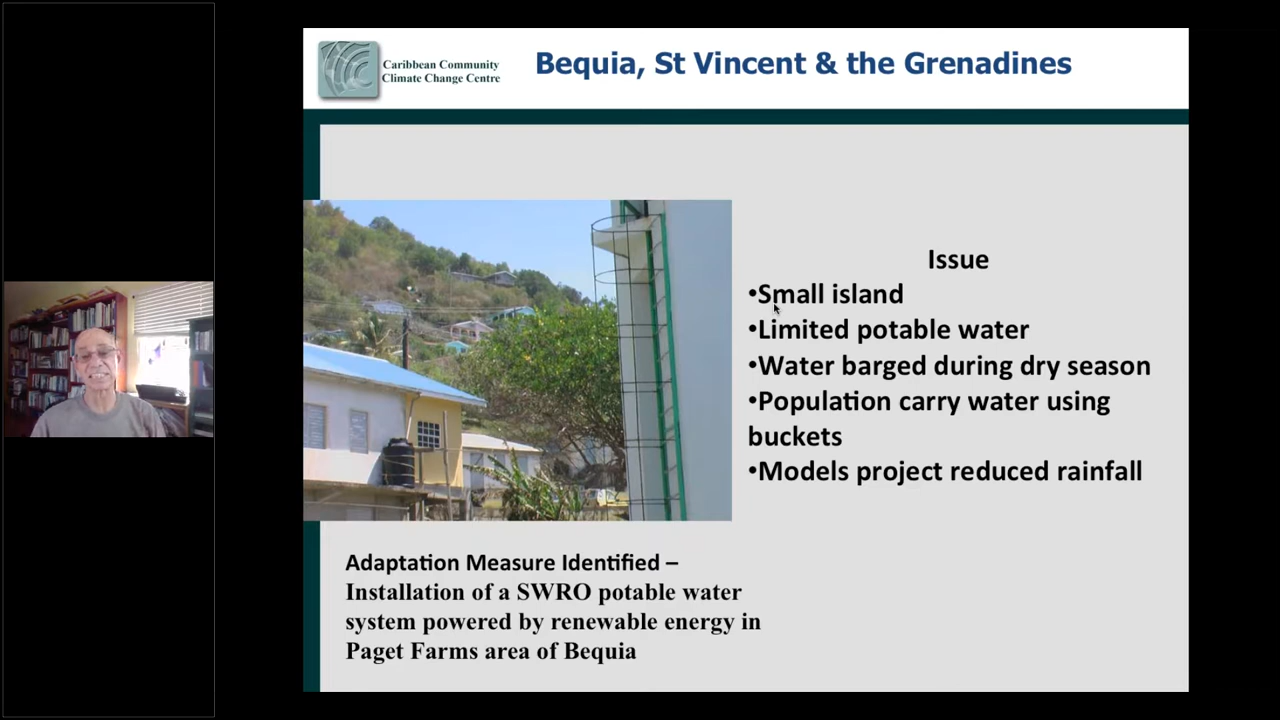 Caribbean Community
Climate Change Centre
Bequia, St Vincent & the Grenadines
Issue
•Small island
•Limited potable water
•Water barged during dry season
•Population carry water using
buckets
•Models project reduced rainfall
Adaptation Measure Identified –
Installation of a SWRO potable water
system powered by renewable energy in
Paget Farms area of Bequia